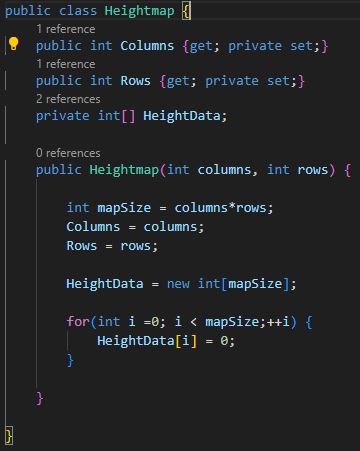 public class Heightmap {
1 reference
public int Columns {get; private set;}
1 reference
public int Rows {get; private set;}
2 references
private int[] HeightData;
0 references
public Heightmap(int columns, int rows) {
int mapSize = columns*rows;
Columns = columns;
Rows = rows;
HeightData = new int[mapSize];
for(int i =0; i < mapSize;++i) {
HeightData[i] = 0;
}
}
}